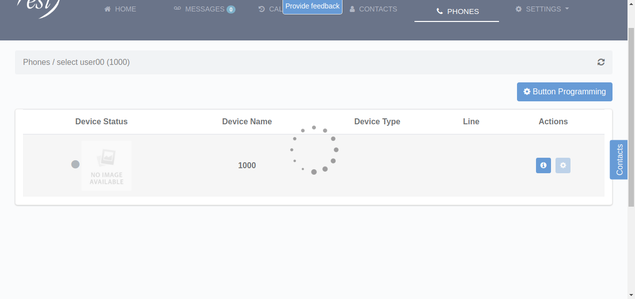 HOME
MESSAGES
CAL
Provide feedback
CONTACTS
PHONES
SETTINGS
Phones / select user00 (1000)
Button Programming
Device Status Device Name Device Type Line Actions
NO IMAGE
AVAILABLE
1000
Contacts